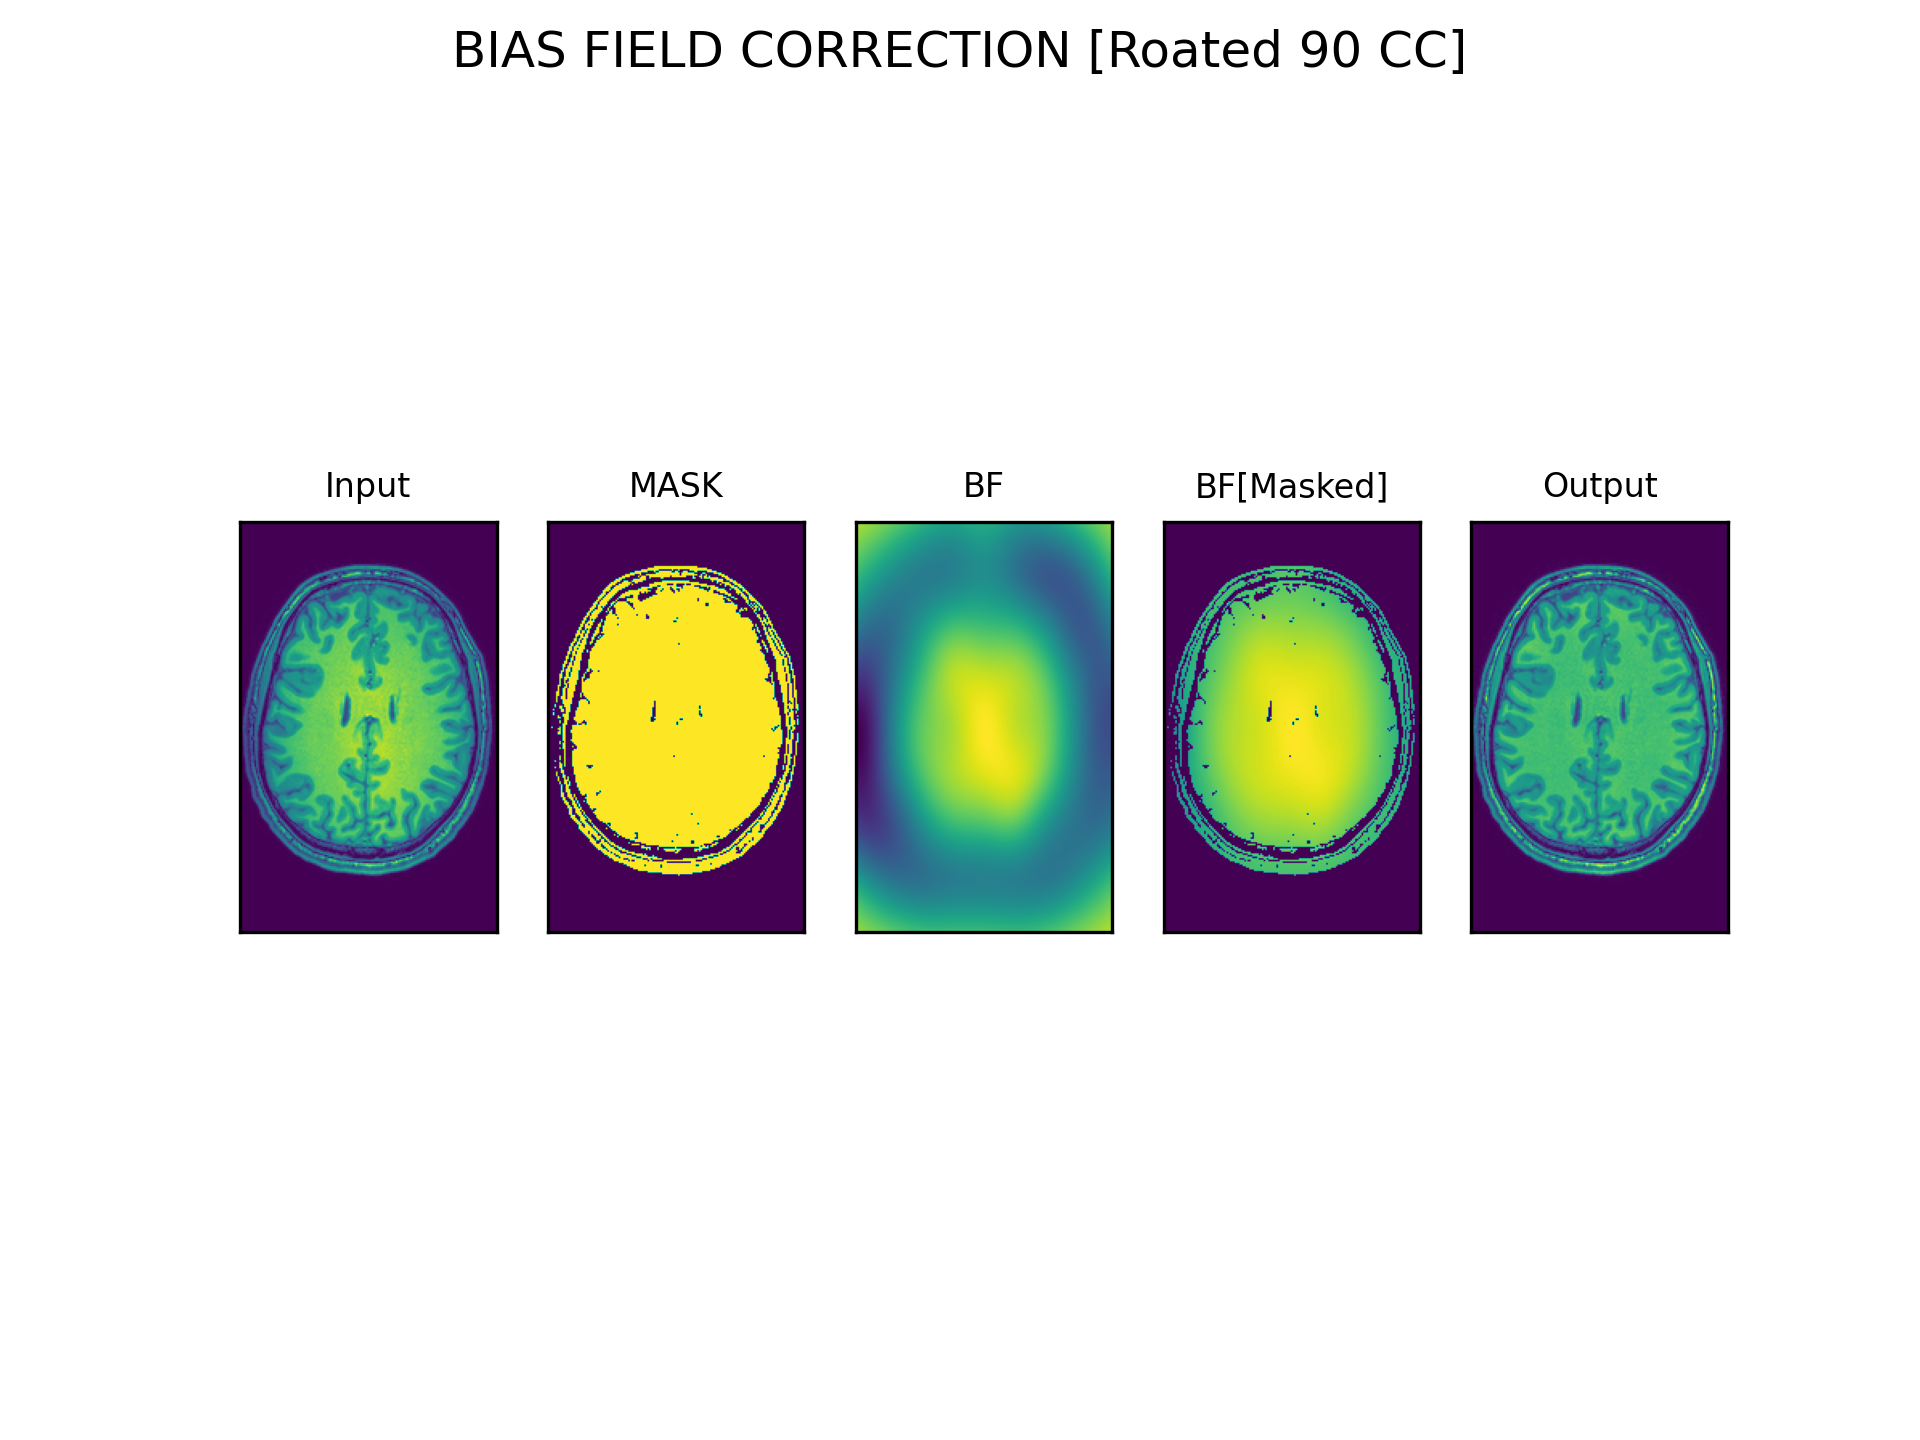 BIAS FIELD CORRECTION [Roated 90 CC]
Input
MASK
BF
BF[Masked]
Output